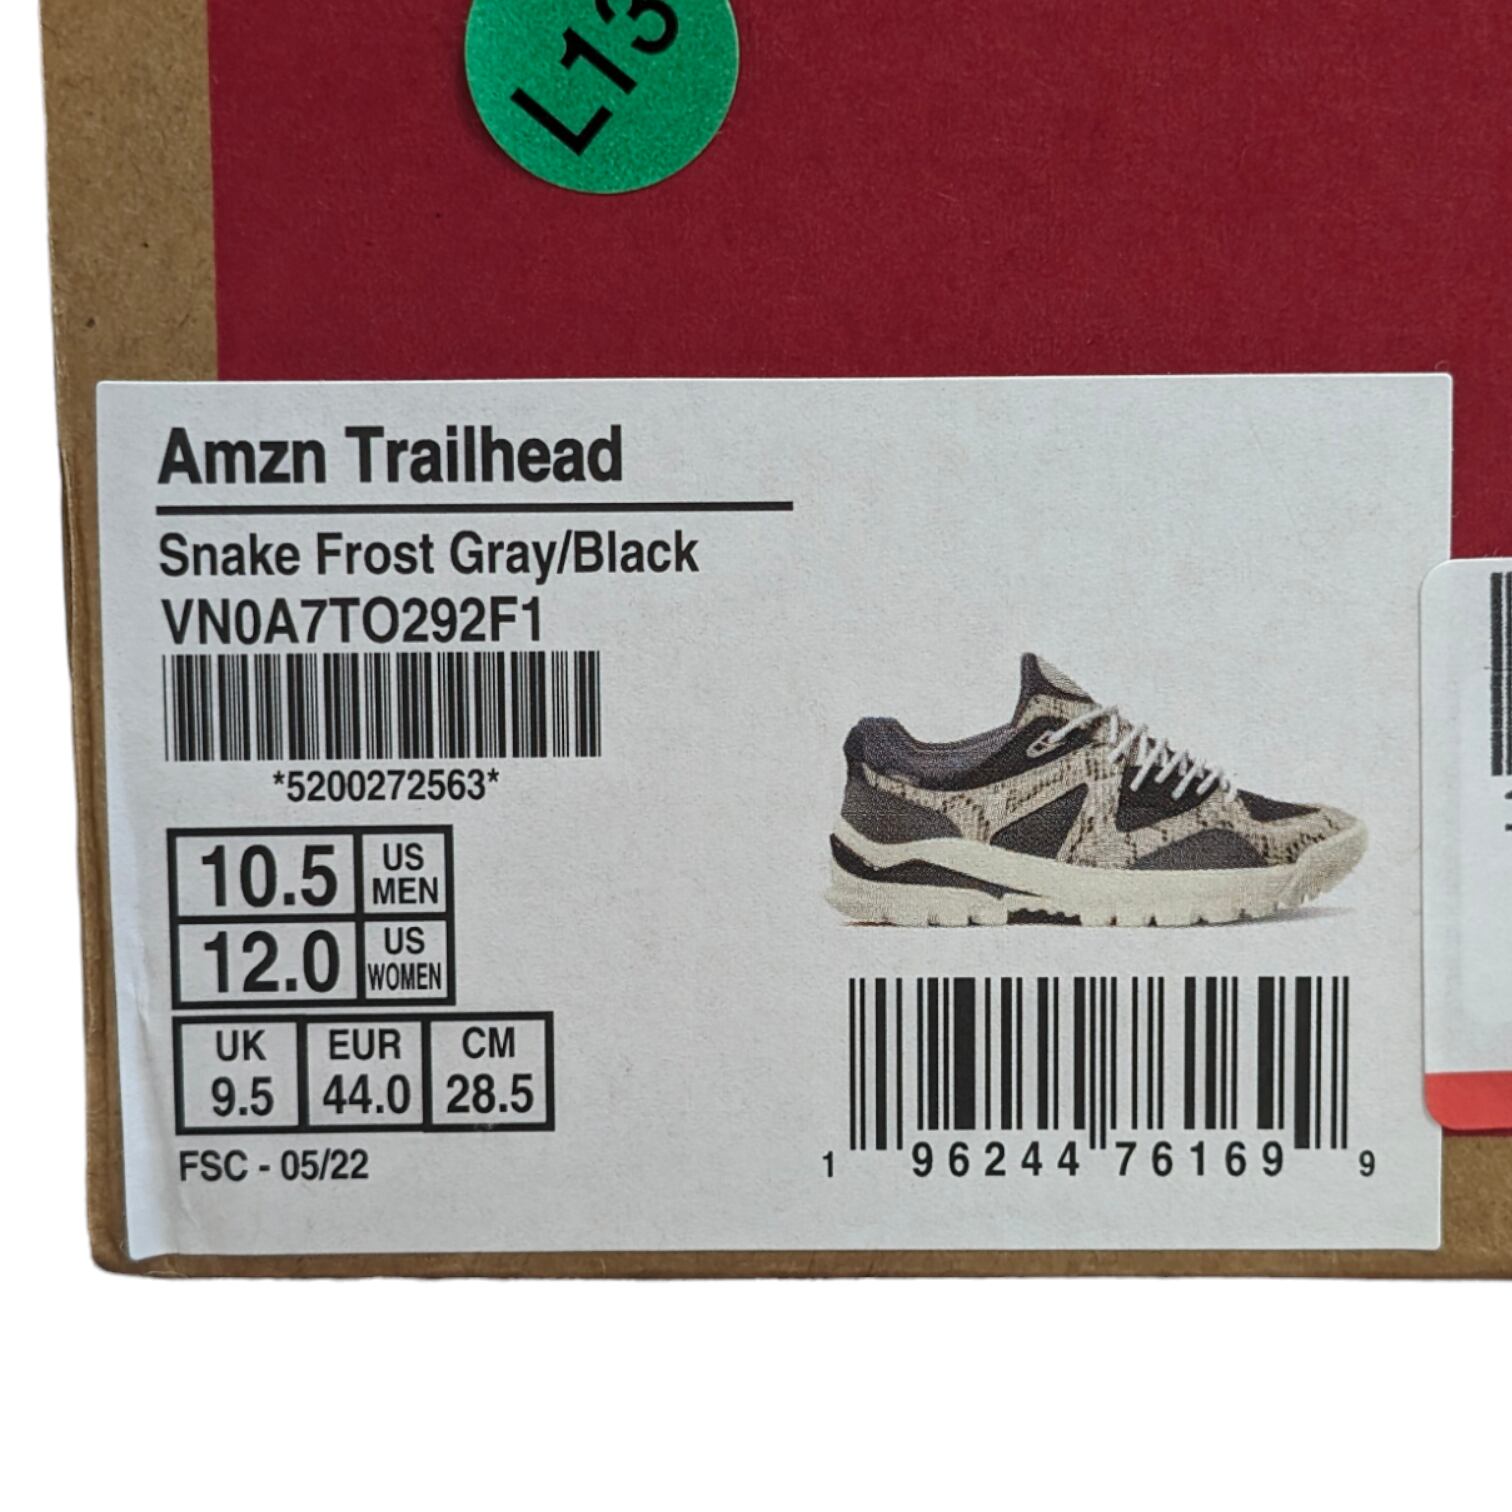 L13
Amzn Trailhead
Snake Frost Gray/Black
VN0A7TO292F1
*5200272563*
10.5 US MEN
12.0 US WOMEN
UK EUR CM
9.5 44.0 28.5
FSC - 05/22
1 96244 76169 9